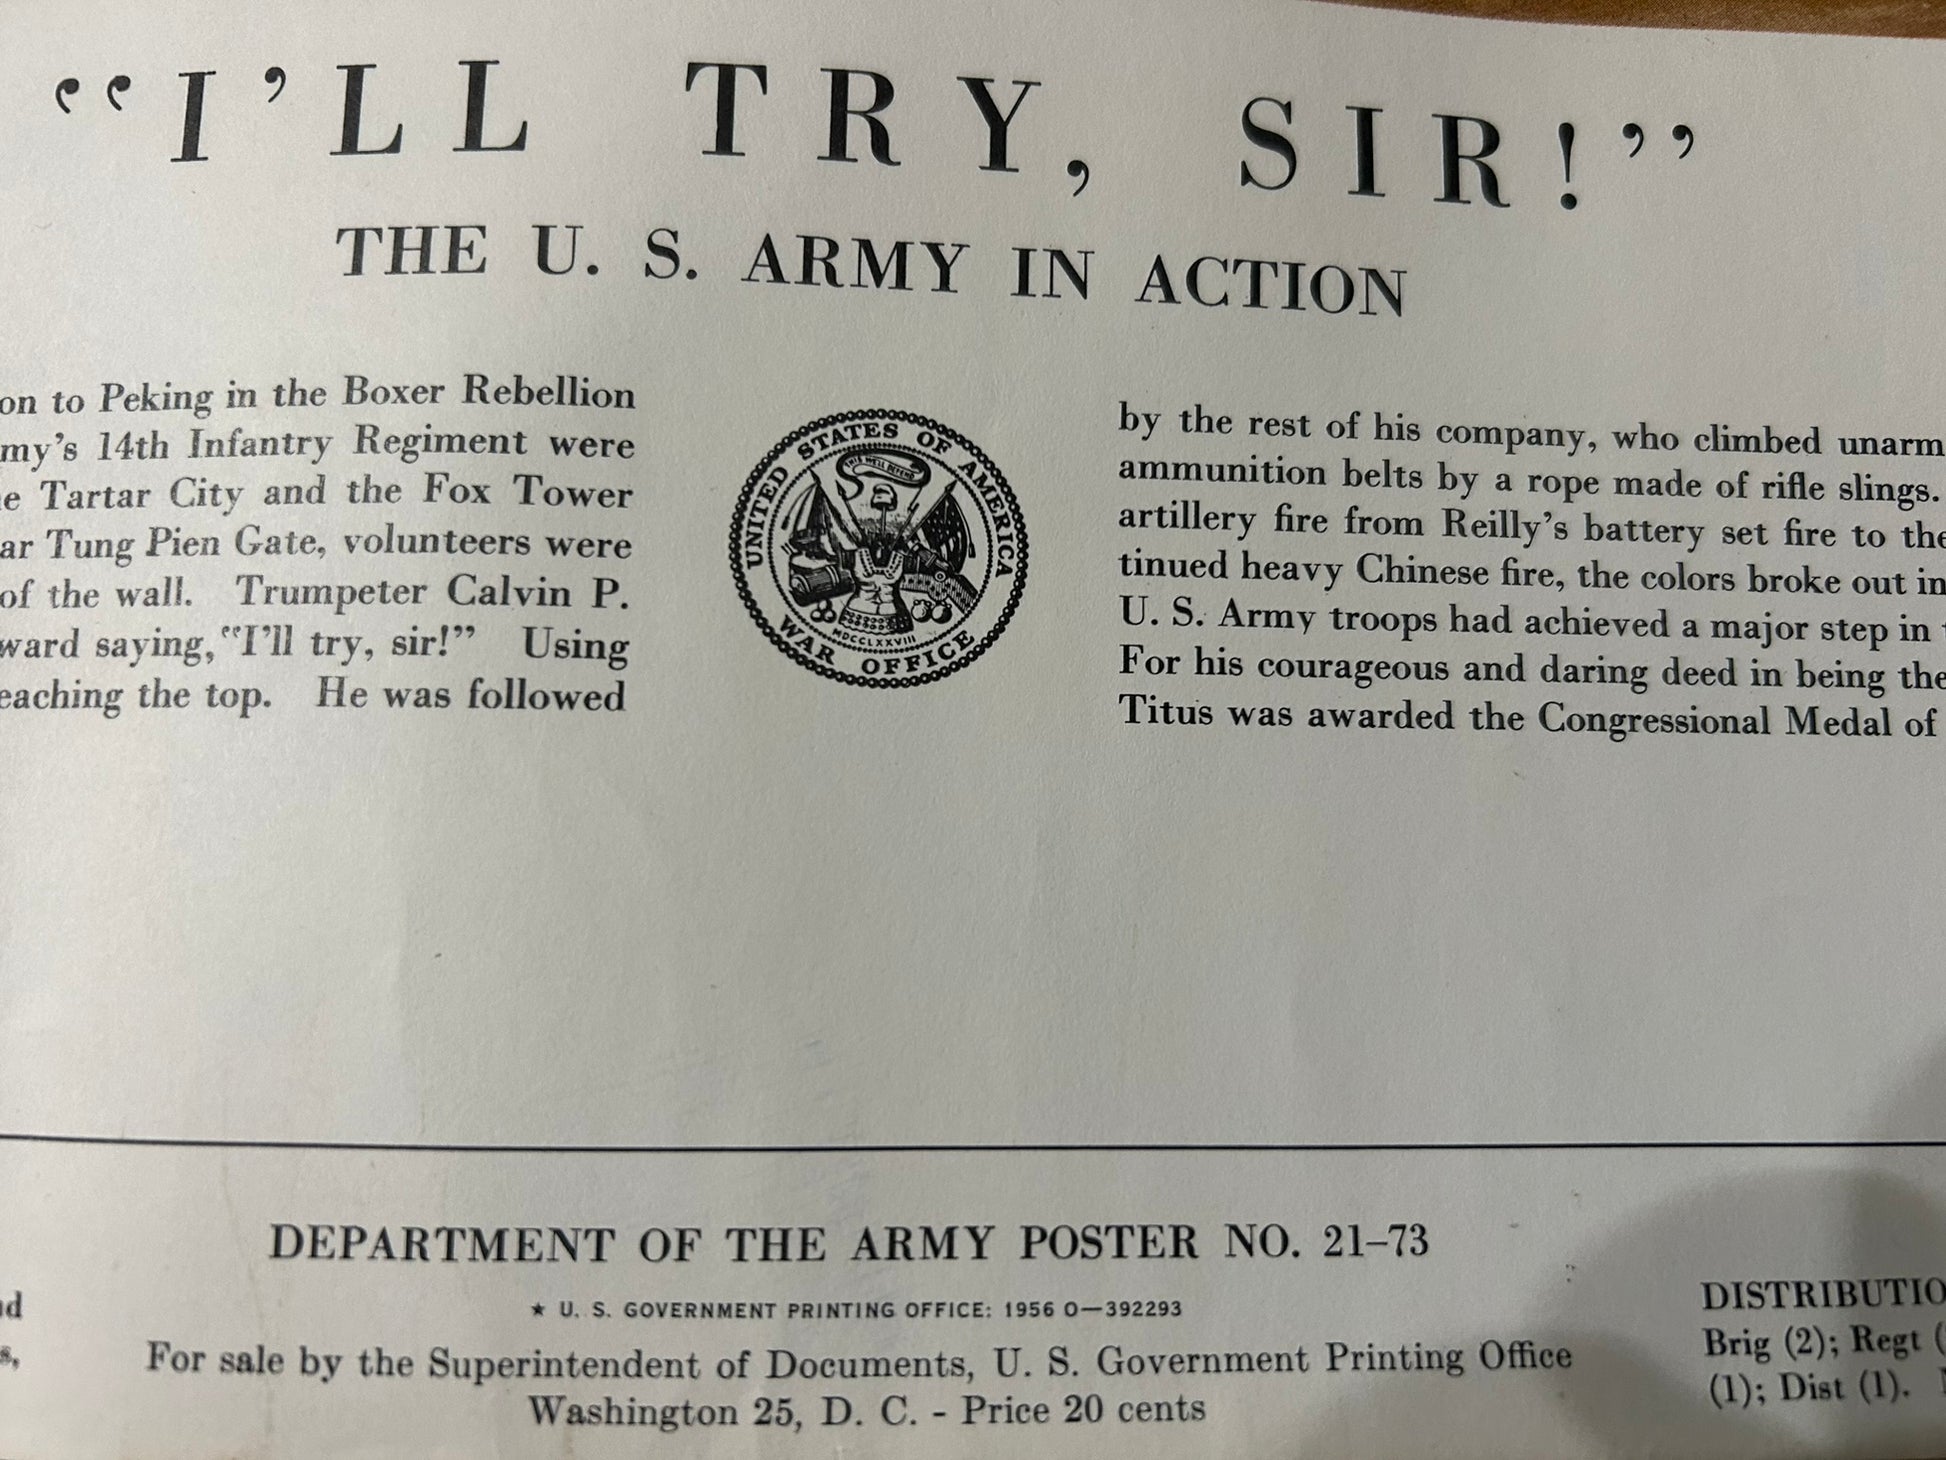 “I’LL TRY, SIR!”
THE U. S. ARMY IN ACTION
on to Peking in the Boxer Rebellion
my’s 14th Infantry Regiment were
e Tartar City and the Fox Tower
ar Tung Pien Gate, volunteers were
of the wall. Trumpeter Calvin P.
ward saying, “I’ll try, sir!” Using
eaching the top. He was followed
UNITED STATES OF AMERICA
THIS WE'LL DEFEND
MDCCLXXVIII
WAR OFFICE
by the rest of his company, who climbed unarm
ammunition belts by a rope made of rifle slings.
artillery fire from Reilly’s battery set fire to the
tinued heavy Chinese fire, the colors broke out in
U. S. Army troops had achieved a major step in
For his courageous and daring deed in being the
Titus was awarded the Congressional Medal of
DEPARTMENT OF THE ARMY POSTER NO. 21–73
★ U. S. GOVERNMENT PRINTING OFFICE: 1956 O—392293
For sale by the Superintendent of Documents, U. S. Government Printing Office
Washington 25, D. C. - Price 20 cents
DISTRIBUTIO
Brig (2); Regt (
(1); Dist (1).